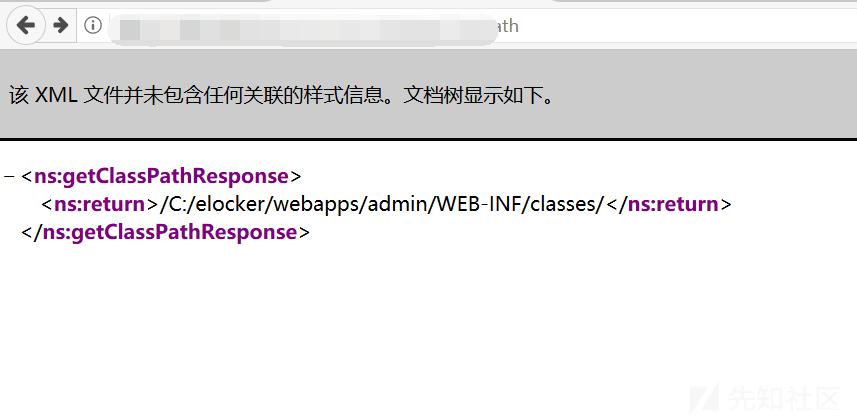 ath
该 XML 文件并未包含任何关联的样式信息。文档树显示如下。
− <ns:getClassPathResponse>
<ns:return>/C:/elocker/webapps/admin/WEB-INF/classes/</ns:return>
</ns:getClassPathResponse>
先知社区